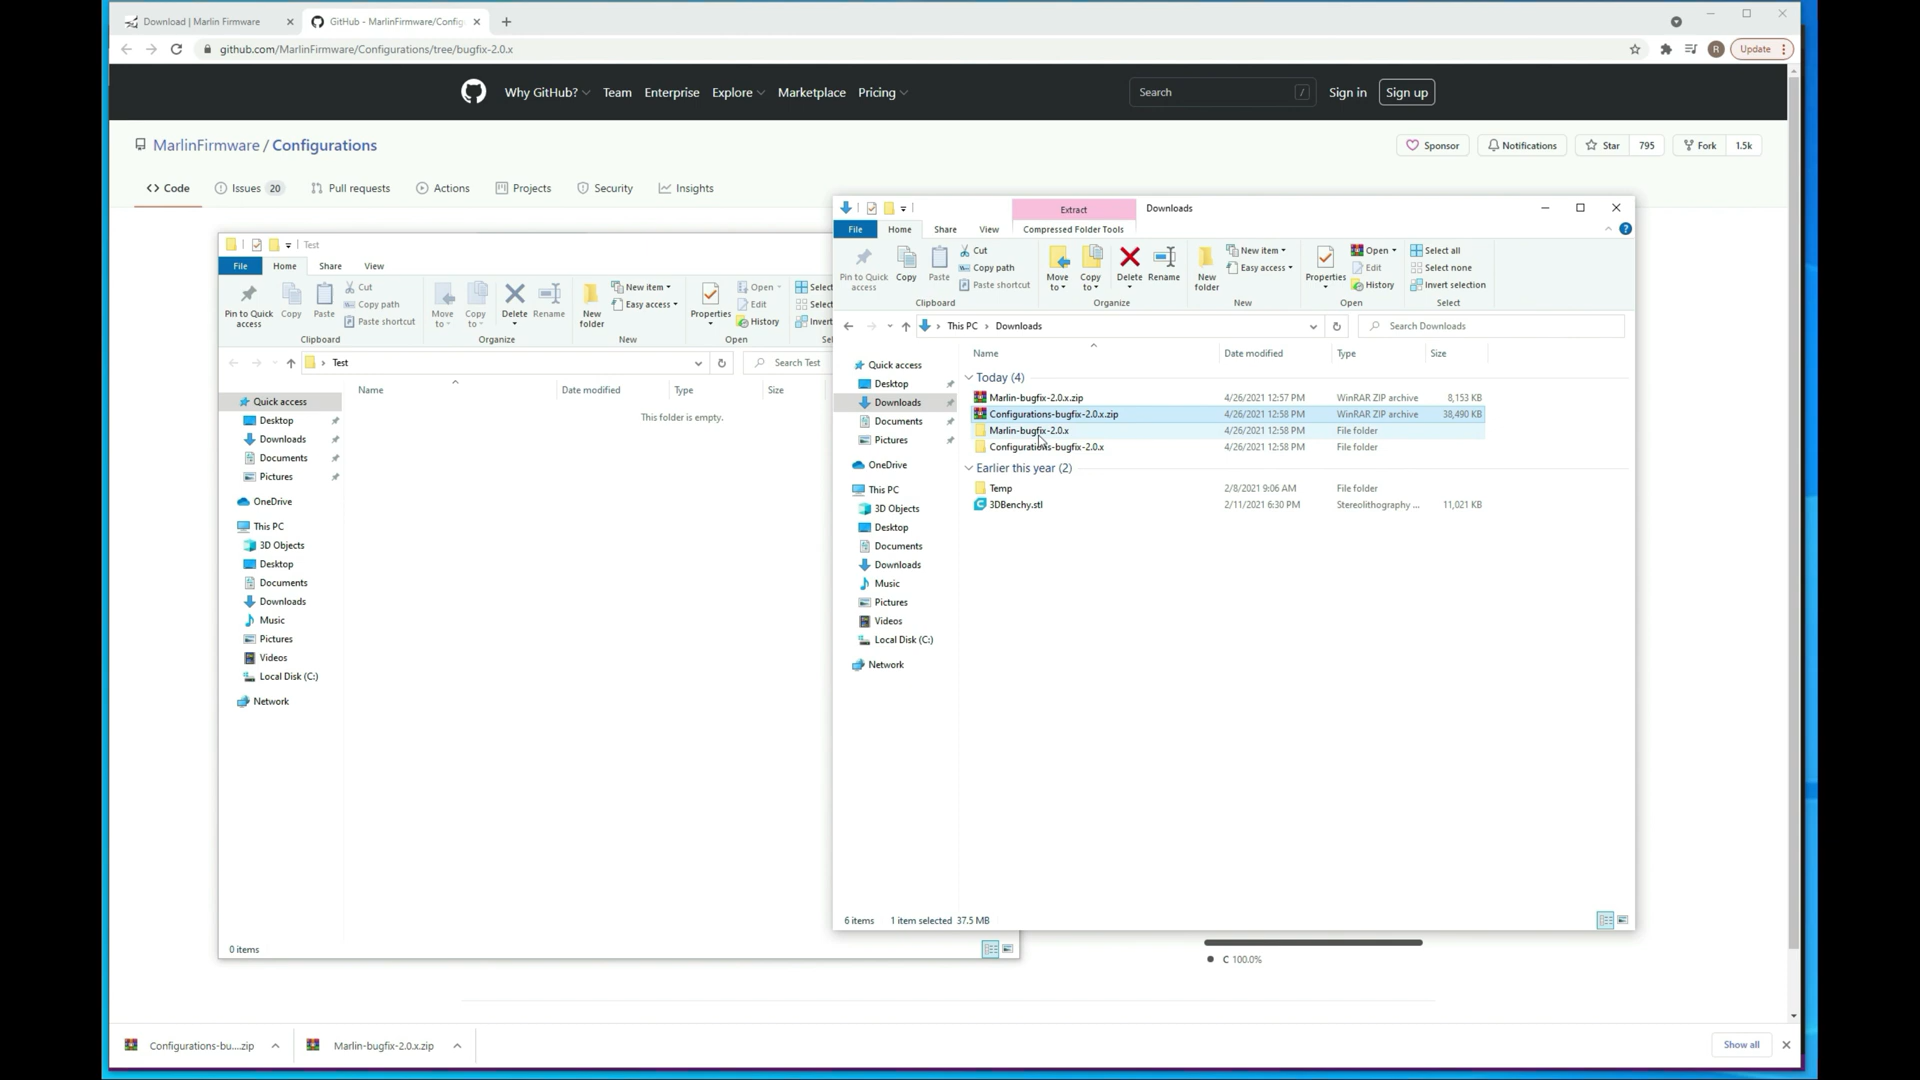 Download | Marlin Firmware
GitHub - MarlinFirmware/Config
github.com/MarlinFirmware/Configurations/tree/bugfix-2.0.x
R
Update
Why GitHub? Team Enterprise Explore Marketplace Pricing
Search /
Sign in
Sign up
MarlinFirmware / Configurations
Sponsor
Notifications
Star 795
Fork 1.5k
Code
Issues 20
Pull requests
Actions
Projects
Security
Insights
Test
File Home Share View
Pin to Quick access
Copy
Paste
Cut
Copy path
Paste shortcut
Clipboard
Move to
Copy to
Delete
Rename
Organize
New folder
New item
Easy access
New
Properties
Open
Edit
History
Open
Select
Select
Invert
Sel
Test
Search Test
Name Date modified Type Size
This folder is empty.
Quick access
Desktop
Downloads
Documents
Pictures
OneDrive
This PC
3D Objects
Desktop
Documents
Downloads
Music
Pictures
Videos
Local Disk (C:)
Network
0 items
Extract
Downloads
File Home Share View Compressed Folder Tools
Pin to Quick access
Copy
Paste
Cut
Copy path
Paste shortcut
Clipboard
Move to
Copy to
Delete
Rename
Organize
New folder
New item
Easy access
New
Properties
Open
Edit
History
Open
Select all
Select none
Invert selection
Select
This PC Downloads
Search Downloads
Name Date modified Type Size
Today (4)
Marlin-bugfix-2.0.x.zip 4/26/2021 12:57 PM WinRAR ZIP archive 8,153 KB
Configurations-bugfix-2.0.x.zip 4/26/2021 12:58 PM WinRAR ZIP archive 38,490 KB
Marlin-bugfix-2.0.x 4/26/2021 12:58 PM File folder
Configurations-bugfix-2.0.x 4/26/2021 12:58 PM File folder
Earlier this year (2)
Temp 2/8/2021 9:06 AM File folder
3DBenchy.stl 2/11/2021 6:30 PM Stereolithography ... 11,021 KB
Quick access
Desktop
Downloads
Documents
Pictures
OneDrive
This PC
3D Objects
Desktop
Documents
Downloads
Music
Pictures
Videos
Local Disk (C:)
Network
6 items 1 item selected 37.5 MB
C 100.0%
Configurations-bu....zip
Marlin-bugfix-2.0.x.zip
Show all